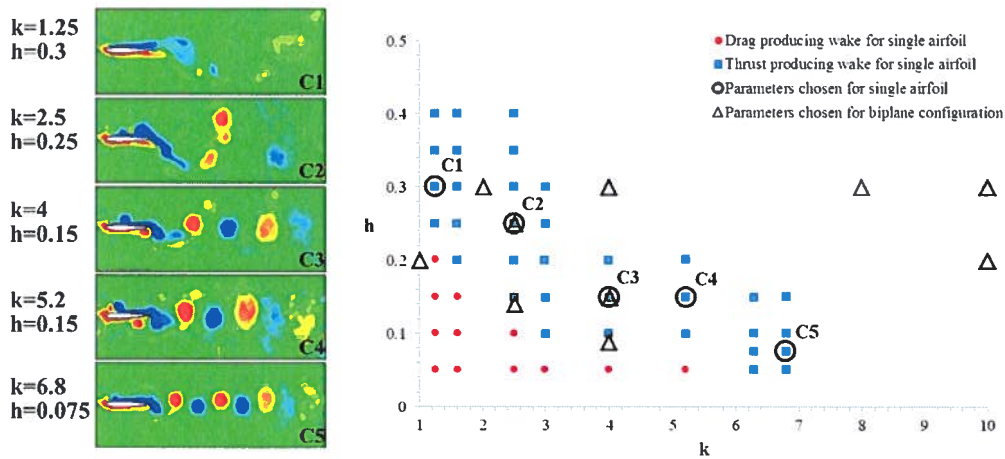 k=1.25
h=0.3
C1
k=2.5
h=0.25
C2
k=4
h=0.15
C3
k=5.2
h=0.15
C4
k=6.8
h=0.075
C5
Drag producing wake for single airfoil
Thrust producing wake for single airfoil
Parameters chosen for single airfoil
Parameters chosen for biplane configuration
0.5
0.4
0.3
0.2
0.1
0
h
C1
C2
C3
C4
C5
1 2 3 4 5 6 7 8 9 10
k